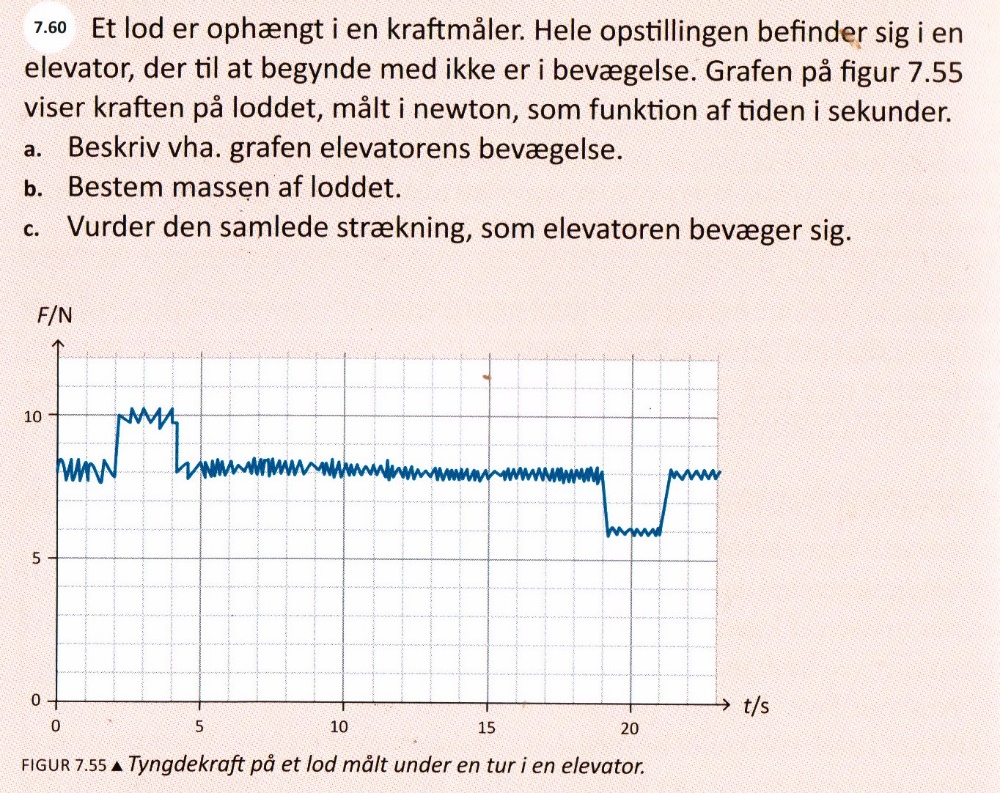 7.60 Et lod er ophængt i en kraftmåler. Hele opstillingen befinder sig i en
elevator, der til at begynde med ikke er i bevægelse. Grafen på figur 7.55
viser kraften på loddet, målt i newton, som funktion af tiden i sekunder.
a. Beskriv vha. grafen elevatorens bevægelse.
b. Bestem massen af loddet.
c. Vurder den samlede strækning, som elevatoren bevæger sig.
F/N
10
5
0
t/s
0 5 10 15 20
FIGUR 7.55 ▲ Tyngdekraft på et lod målt under en tur i en elevator.